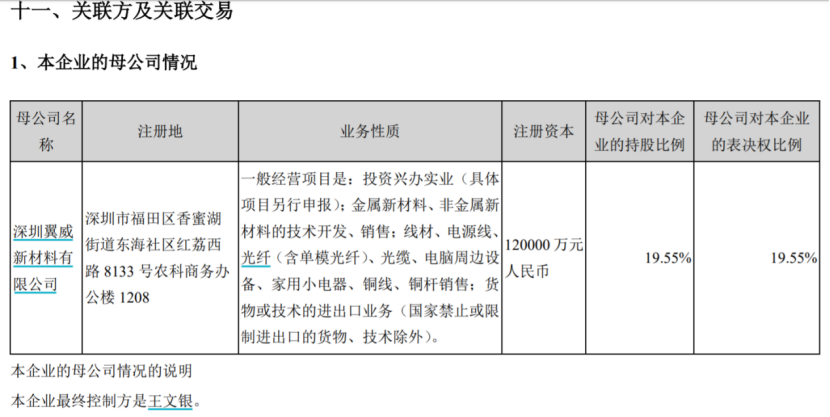 十一、关联方及关联交易
1、本企业的母公司情况
母公司名
称
注册地
业务性质
注册资本
母公司对本企
业的持股比例
母公司对本企业
的表决权比例
深圳翼威
新材料有
限公司
深圳市福田区香蜜湖
街道东海社区红荔西
路 8133 号农科商务办
公楼 1208
一般经营项目是：投资兴办实业（具体
项目另行申报）；金属新材料、非金属新
材料的技术开发、销售；线材、电源线、
光纤（含单模光纤）、光缆、电脑周边设
备、家用小电器、铜线、铜杆销售；货
物或技术的进出口业务（国家禁止或限
制进出口的货物、技术除外）。
120000 万元
人民币
19.55%
19.55%
本企业的母公司情况的说明
本企业最终控制方是王文银。